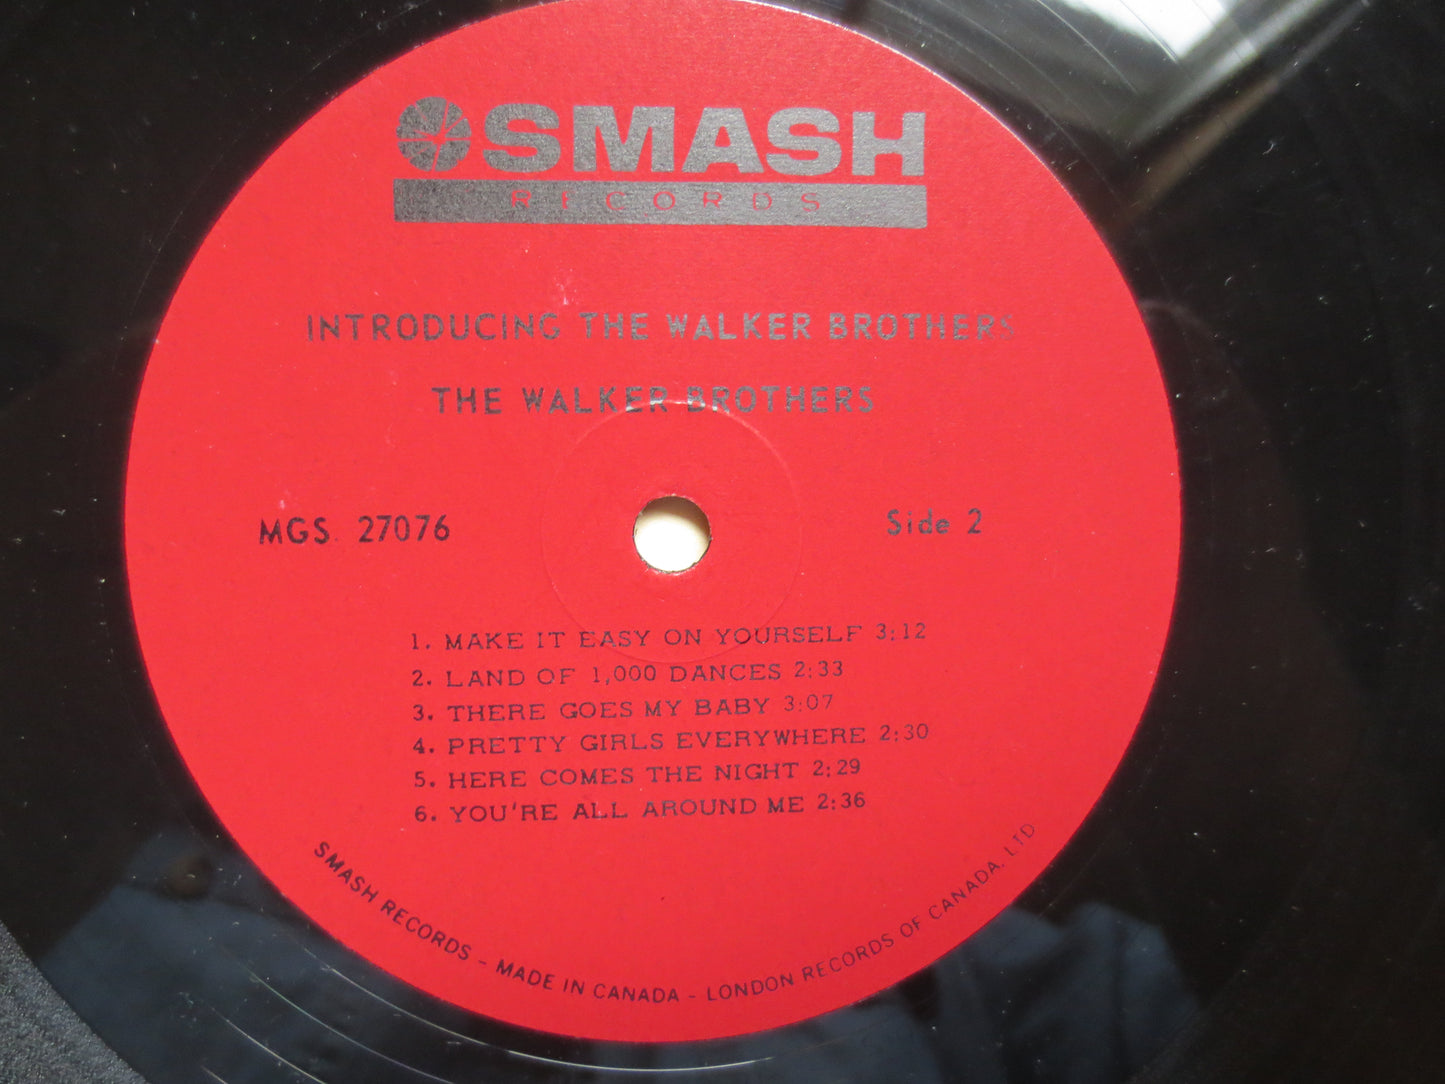 SMASH
RECORDS
INTRODUCING THE WALKER BROTHERS
THE WALKER BROTHERS
MGS 27076
Side 2
1. MAKE IT EASY ON YOURSELF 3:12
2. LAND OF 1,000 DANCES 2:33
3. THERE GOES MY BABY 3:07
4. PRETTY GIRLS EVERYWHERE 2:30
5. HERE COMES THE NIGHT 2:29
6. YOU'RE ALL AROUND ME 2:36
SMASH RECORDS - MADE IN CANADA - LONDON RECORDS OF CANADA, LTD